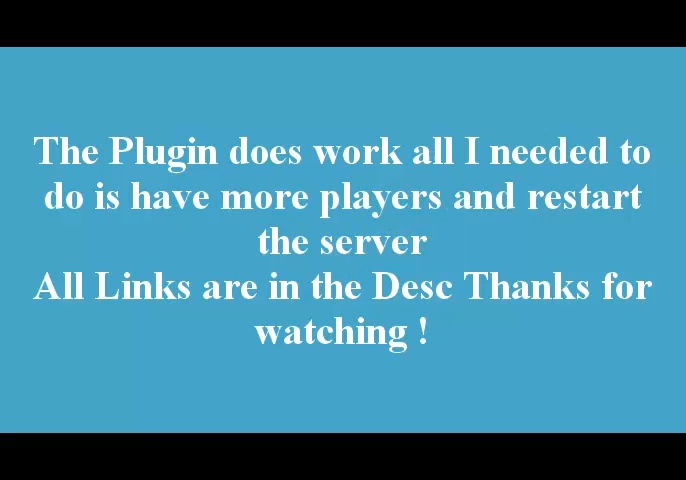 The Plugin does work all I needed to
do is have more players and restart
the server
All Links are in the Desc Thanks for
watching !